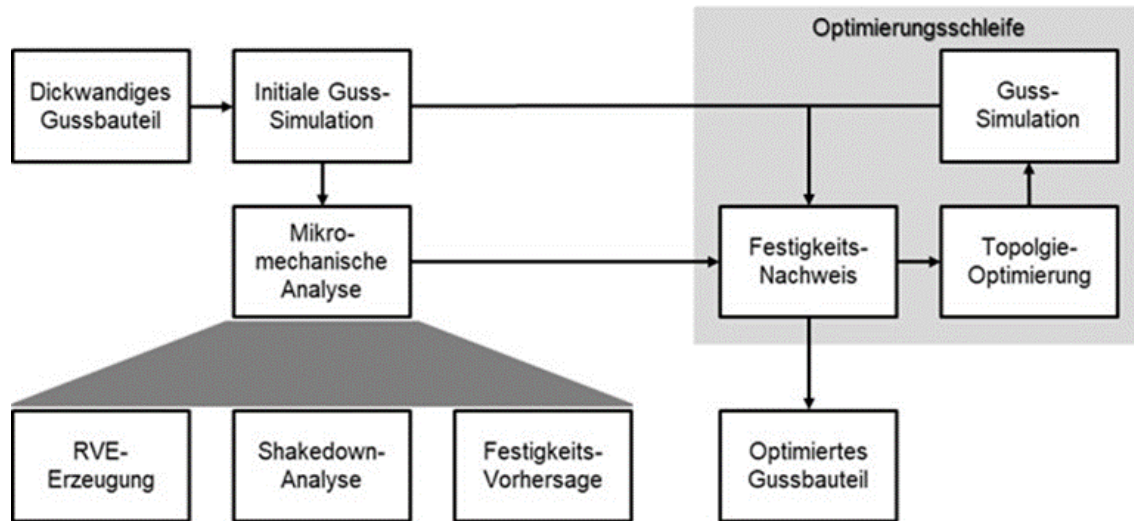 Optimierungsschleife
Dickwandiges
Gussbauteil
Initiale Guss-
Simulation
Guss-
Simulation
Mikro-
mechanische
Analyse
Festigkeits-
Nachweis
Topolgie-
Optimierung
RVE-
Erzeugung
Shakedown-
Analyse
Festigkeits-
Vorhersage
Optimiertes
Gussbauteil